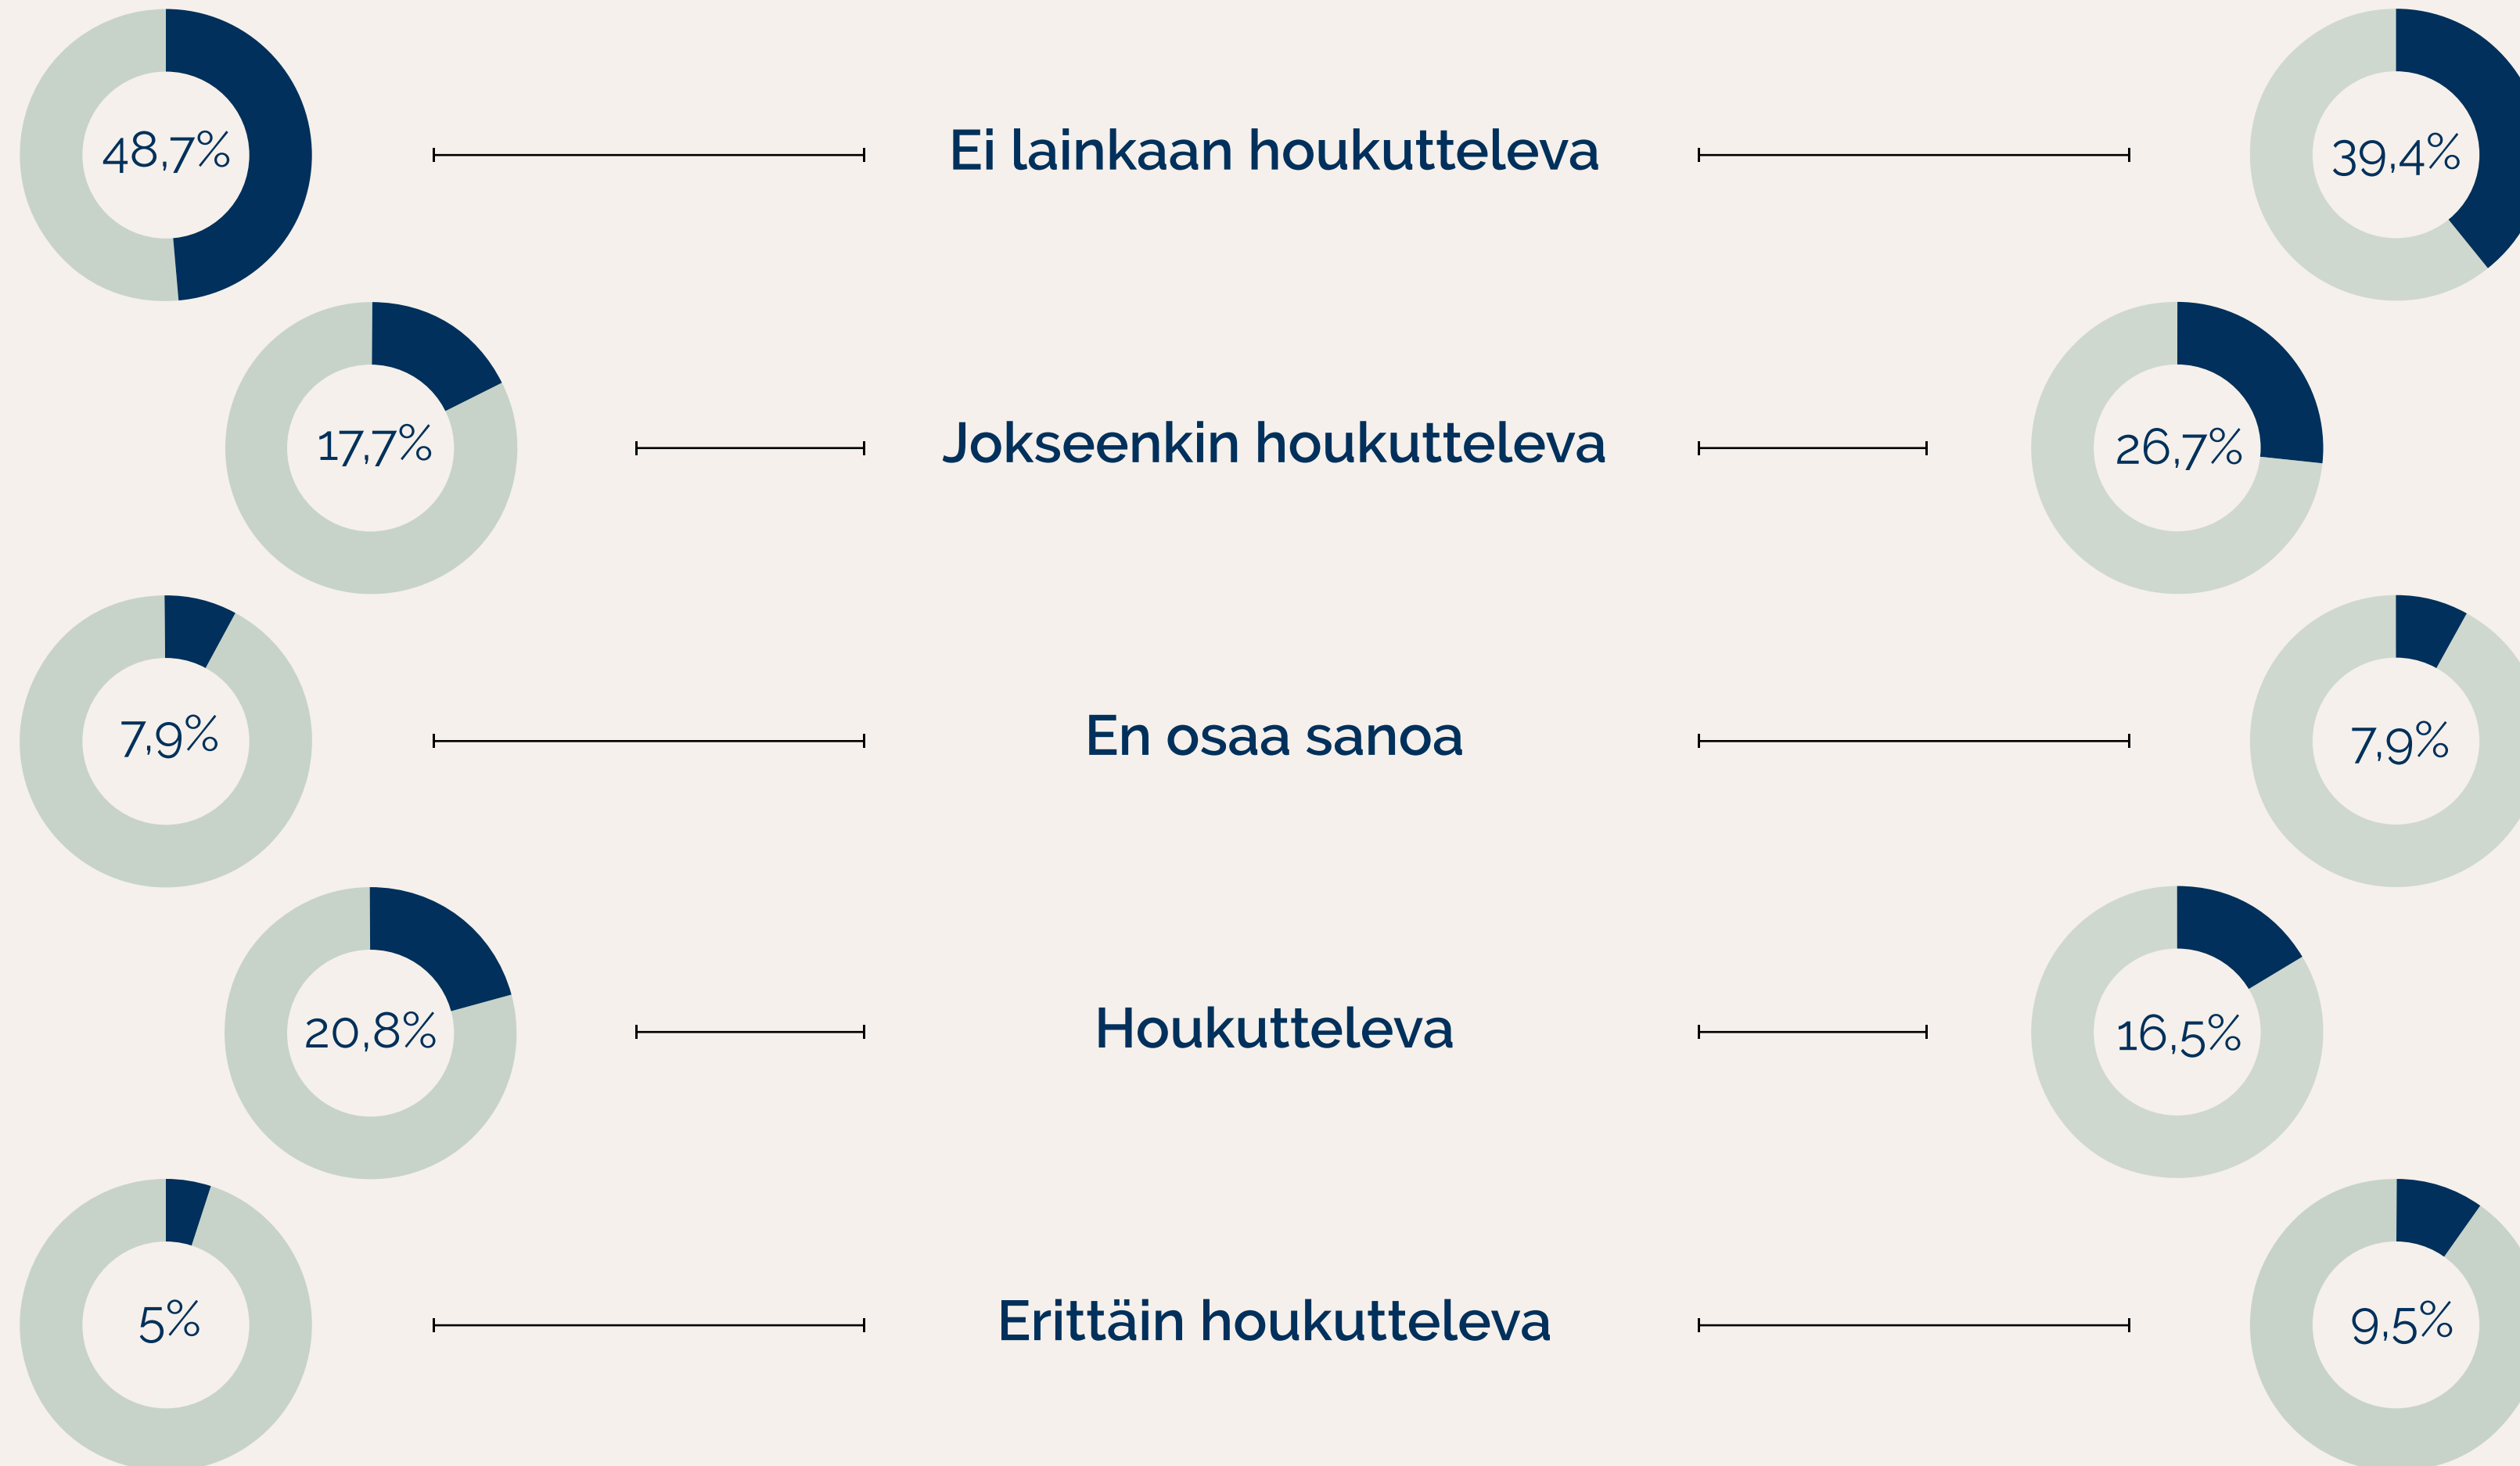 48,7%
Ei lainkaan houkutteleva
39,4%
17,7%
Jokseenkin houkutteleva
26,7%
7,9%
En osaa sanoa
7,9%
20,8%
Houkutteleva
16,5%
5%
Erittäin houkutteleva
9,5%